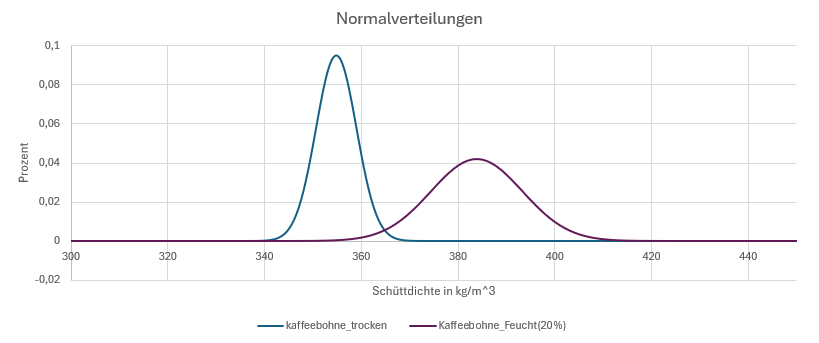 Normalverteilungen
0,1
0,08
0,06
0,04
0,02
0
-0,02
Prozent
300 320 340 360 380 400 420 440
Schüttdichte in kg/m^3
kaffeebohne_trocken Kaffeebohne_Feucht(20%)